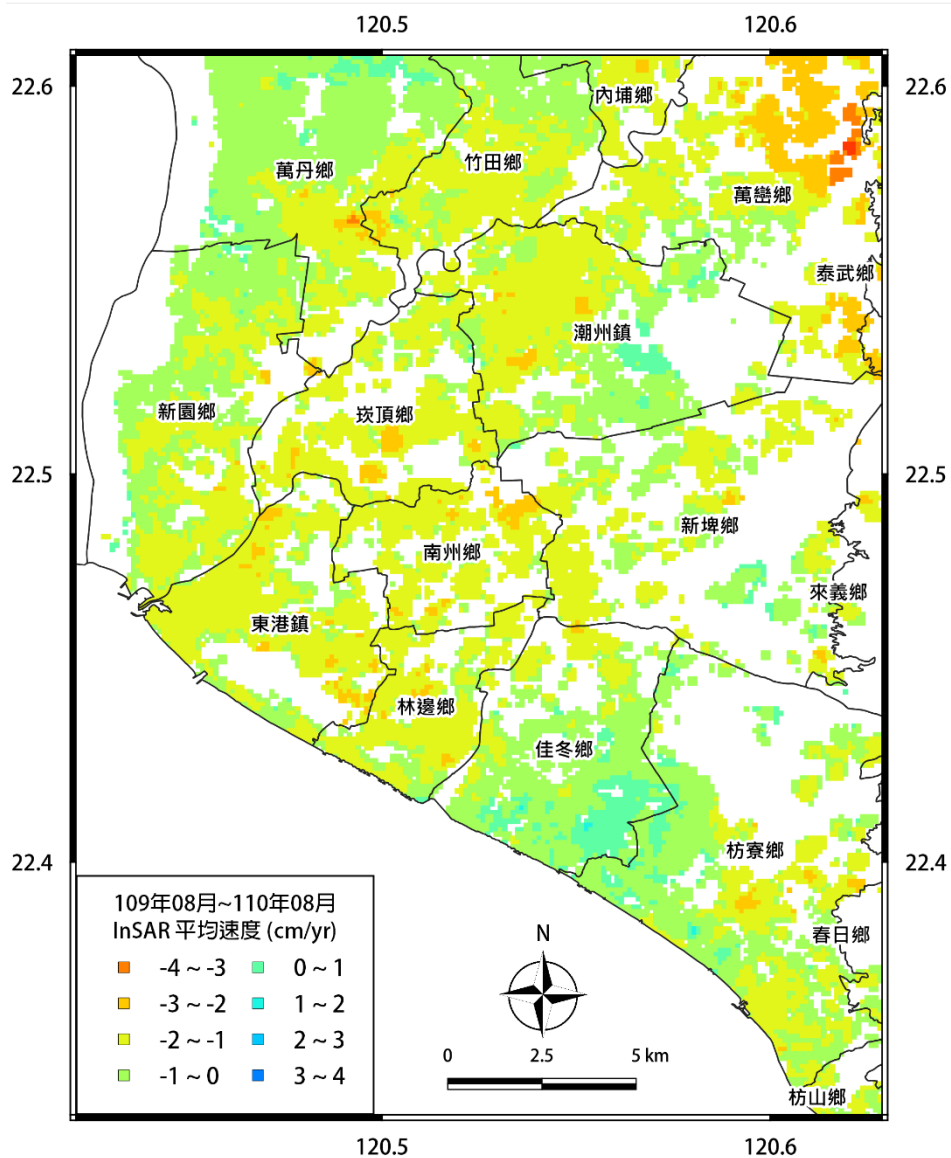 120.5
120.6
22.6
22.6
內埔鄉
竹田鄉
萬丹鄉
萬巒鄉
泰武鄉
潮州鎮
新園鄉
崁頂鄉
22.5
22.5
新埤鄉
南州鄉
來義鄉
東港鎮
林邊鄉
佳冬鄉
枋寮鄉
22.4
22.4
109年08月~110年08月
InSAR 平均速度 (cm/yr)
-4 ~ -3
0 ~ 1
-3 ~ -2
1 ~ 2
-2 ~ -1
2 ~ 3
-1 ~ 0
3 ~ 4
N
0 2.5 5 km
春日鄉
枋山鄉
120.5
120.6